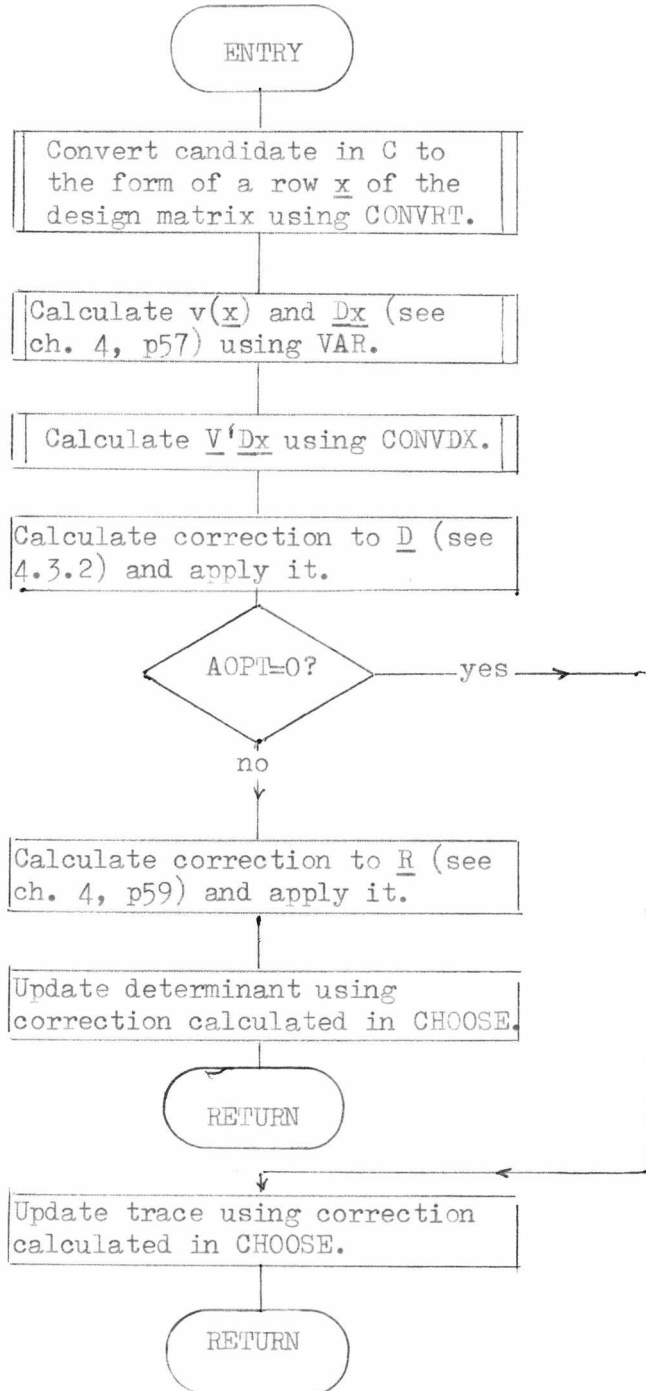 ENTRY
Convert candidate in C to
the form of a row x of the
design matrix using CONVRT.
Calculate v(x) and Dx (see
ch. 4, p57) using VAR.
Calculate V'Dx using CONVDX.
Calculate correction to D (see
4.3.2) and apply it.
AOPT=0?
yes
no
Calculate correction to R (see
ch. 4, p59) and apply it.
Update determinant using
correction calculated in CHOOSE.
RETURN
Update trace using correction
calculated in CHOOSE.
RETURN